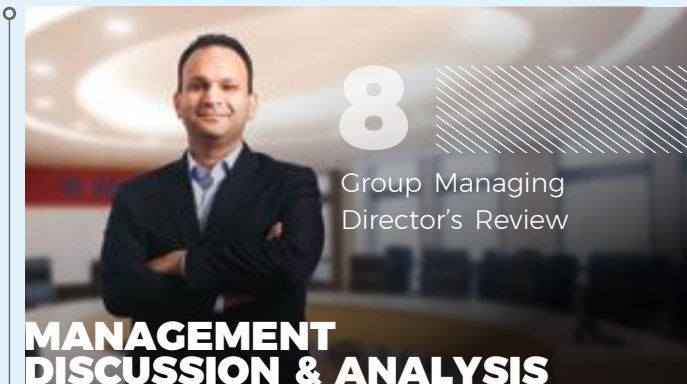 8
Group Managing
Director's Review
MANAGEMENT
DISCUSSION & ANALYSIS